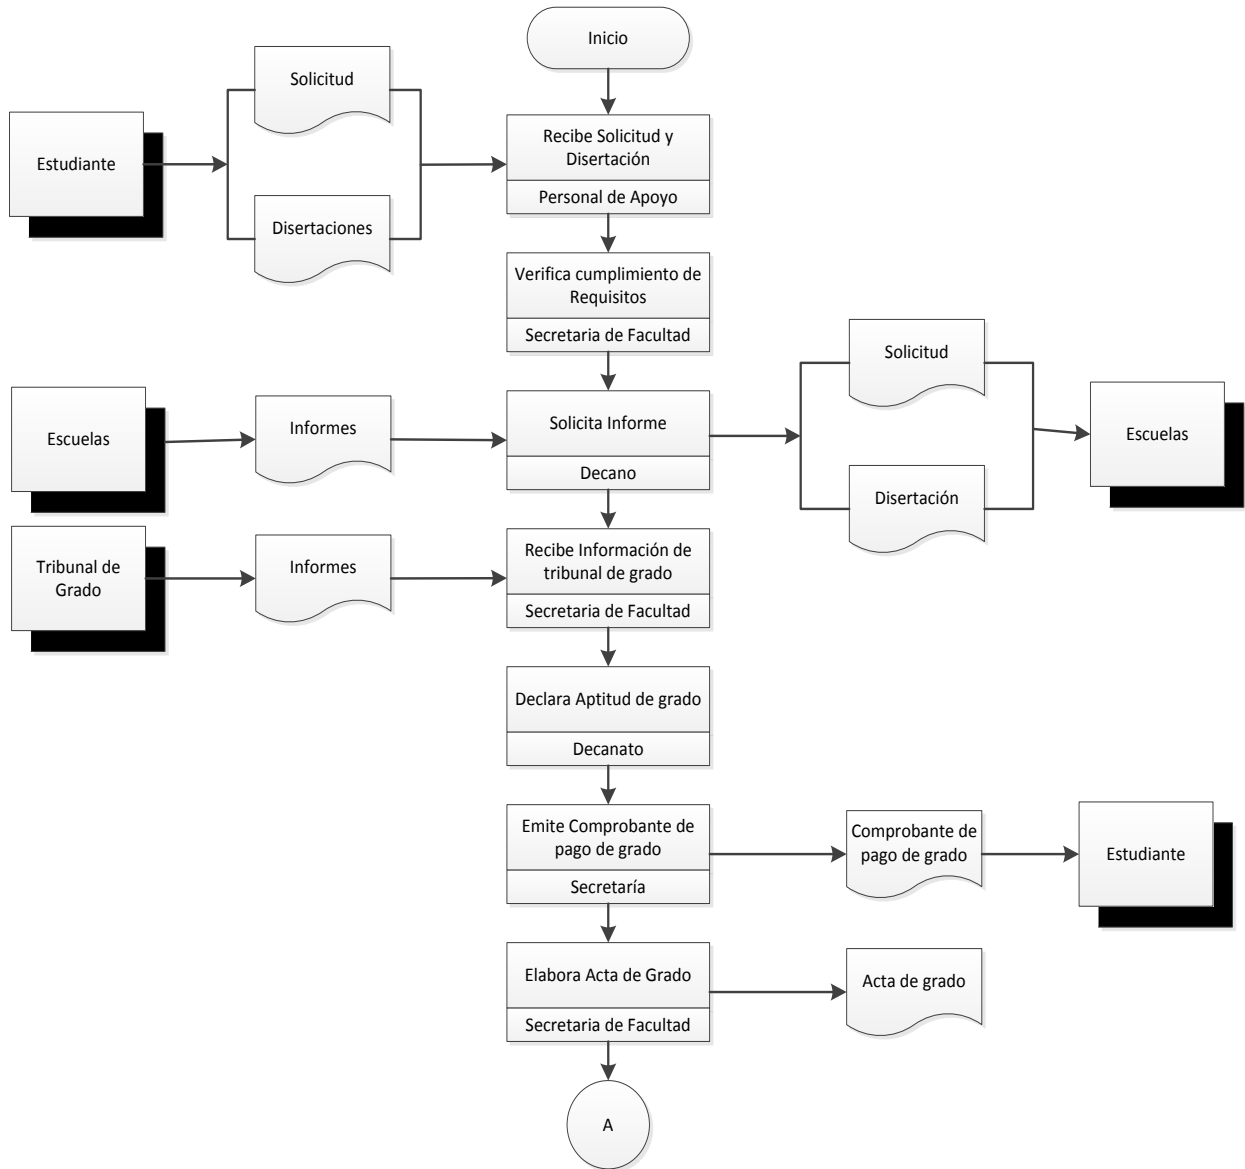 Inicio
Solicitud
Estudiante
Disertaciones
Recibe Solicitud y
Disertación
Personal de Apoyo
Verifica cumplimiento de
Requisitos
Secretaria de Facultad
Escuelas
Informes
Solicita Informe
Decano
Solicitud
Disertación
Escuelas
Tribunal de
Grado
Informes
Recibe Información de
tribunal de grado
Secretaria de Facultad
Declara Aptitud de grado
Decanato
Emite Comprobante de
pago de grado
Secretaría
Comprobante de
pago de grado
Estudiante
Elabora Acta de Grado
Secretaria de Facultad
Acta de grado
A